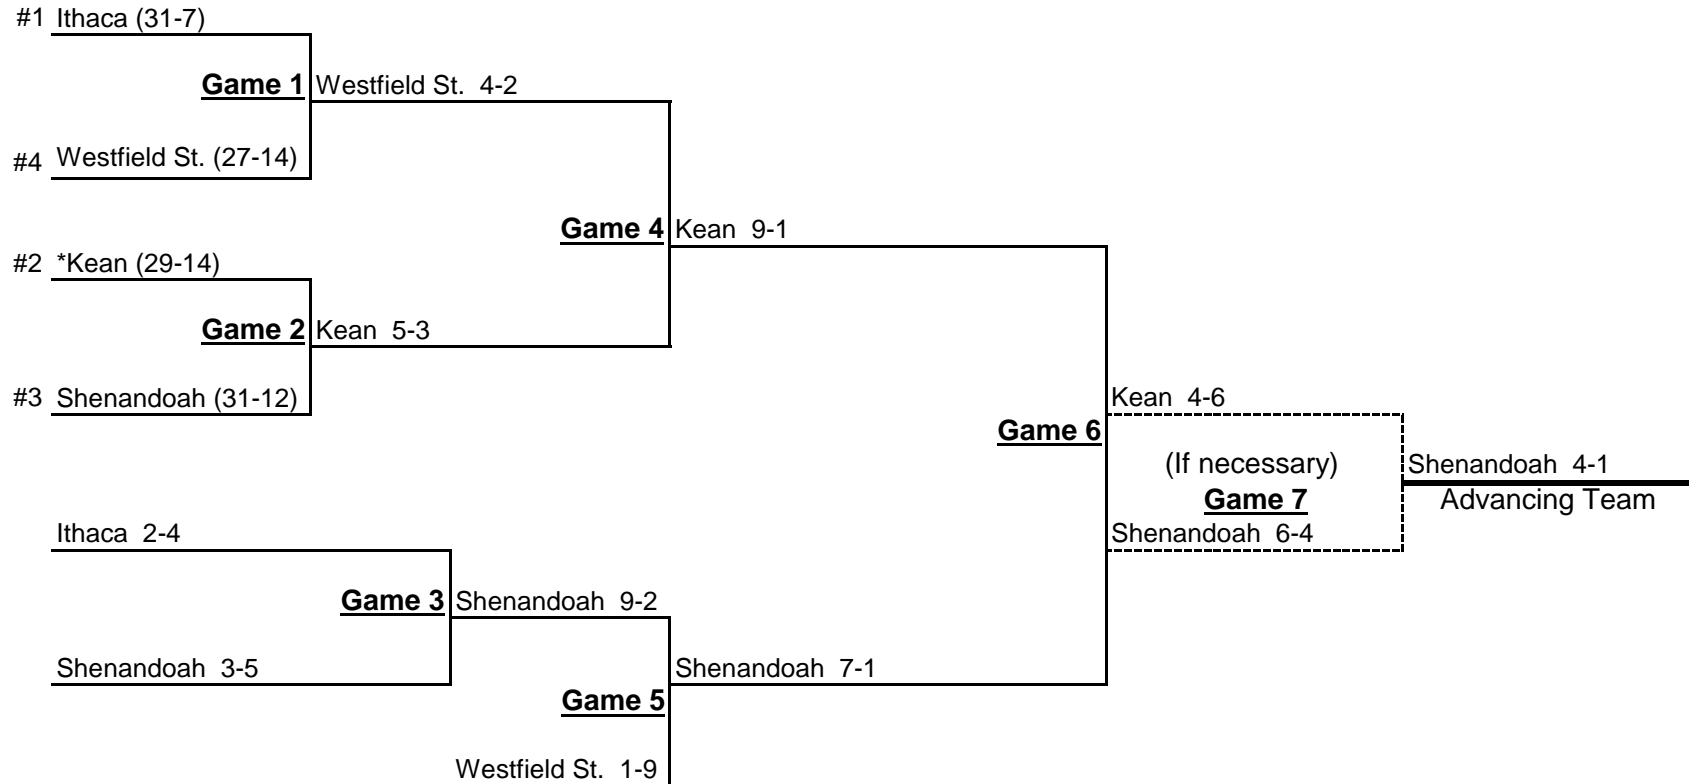 #1 Ithaca (31-7)
Game 1 Westfield St. 4-2
#4 Westfield St. (27-14)
Game 4 Kean 9-1
#2 *Kean (29-14)
Game 2 Kean 5-3
#3 Shenandoah (31-12)
Kean 4-6
Game 6
(If necessary)
Game 7
Shenandoah 4-1
Advancing Team
Shenandoah 6-4
Ithaca 2-4
Game 3 Shenandoah 9-2
Shenandoah 3-5
Shenandoah 7-1
Game 5
Westfield St. 1-9